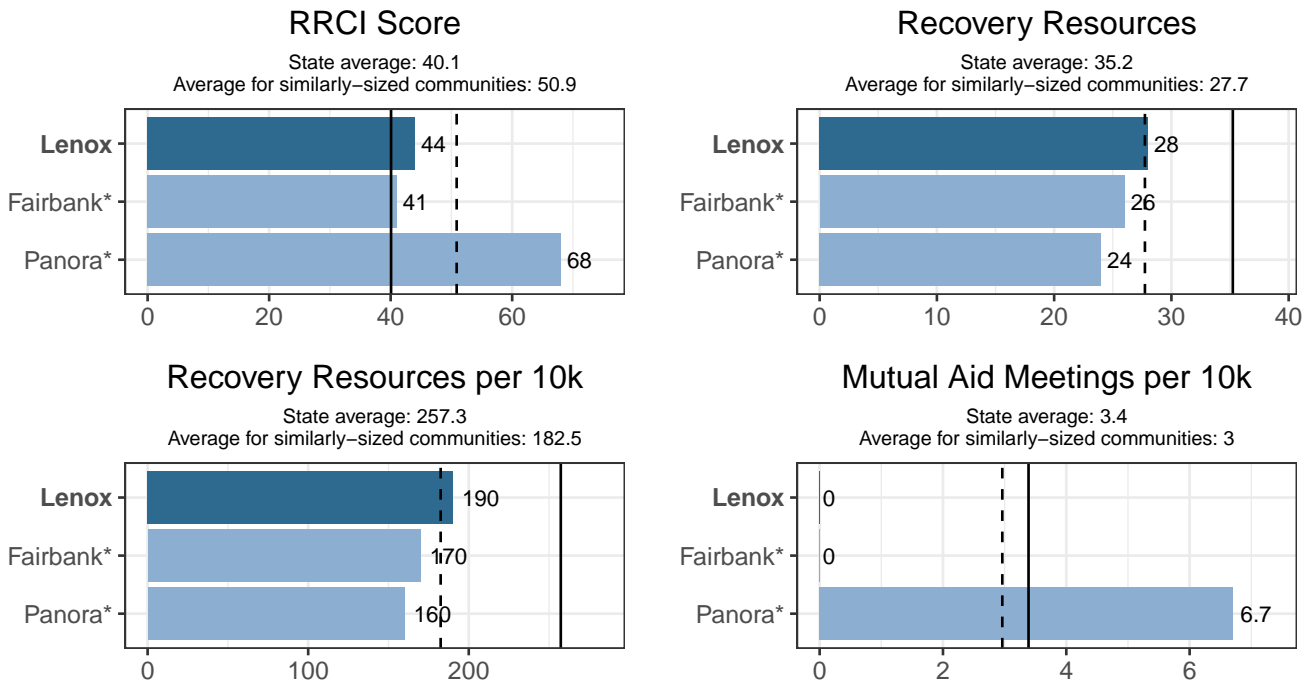 RRCI Score
State average: 40.1
Average for similarly−sized communities: 50.9
Lenox
44
Fairbank*
41
Panora*
68
0 20 40 60
Recovery Resources
State average: 35.2
Average for similarly−sized communities: 27.7
Lenox
28
Fairbank*
26
Panora*
24
0 10 20 30 40
Recovery Resources per 10k
State average: 257.3
Average for similarly−sized communities: 182.5
Lenox
190
Fairbank*
170
Panora*
160
0 100 200
Mutual Aid Meetings per 10k
State average: 3.4
Average for similarly−sized communities: 3
Lenox
0
Fairbank*
0
Panora*
6.7
0 2 4 6